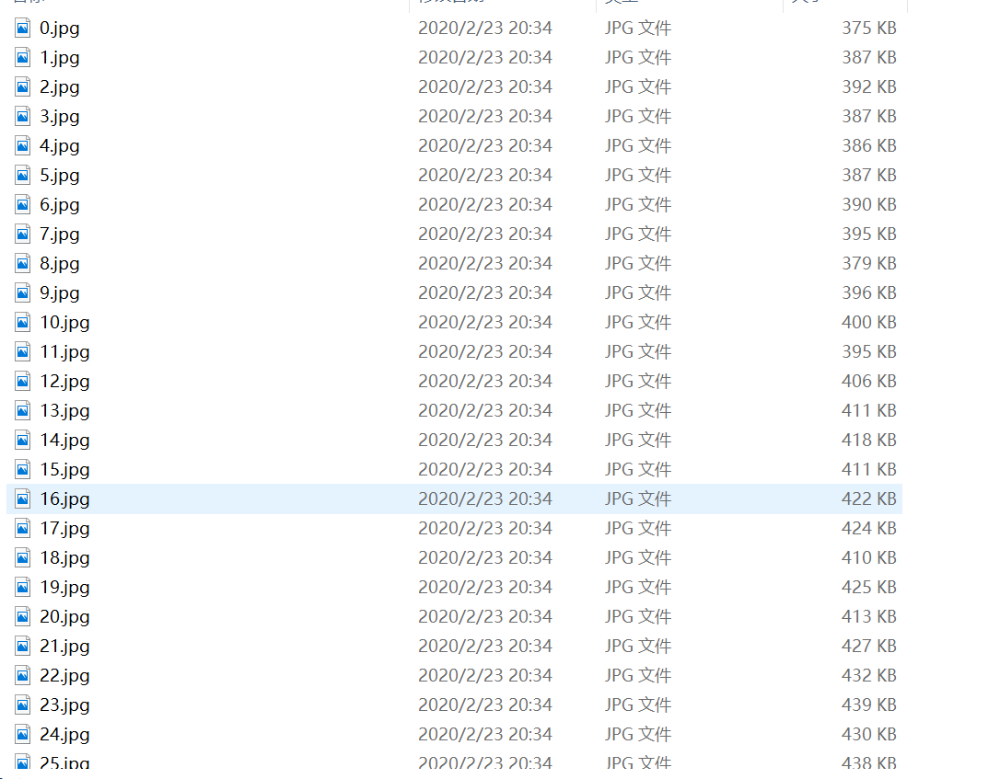 0.jpg 2020/2/23 20:34 JPG 文件 375 KB
1.jpg 2020/2/23 20:34 JPG 文件 387 KB
2.jpg 2020/2/23 20:34 JPG 文件 392 KB
3.jpg 2020/2/23 20:34 JPG 文件 387 KB
4.jpg 2020/2/23 20:34 JPG 文件 386 KB
5.jpg 2020/2/23 20:34 JPG 文件 387 KB
6.jpg 2020/2/23 20:34 JPG 文件 390 KB
7.jpg 2020/2/23 20:34 JPG 文件 395 KB
8.jpg 2020/2/23 20:34 JPG 文件 379 KB
9.jpg 2020/2/23 20:34 JPG 文件 396 KB
10.jpg 2020/2/23 20:34 JPG 文件 400 KB
11.jpg 2020/2/23 20:34 JPG 文件 395 KB
12.jpg 2020/2/23 20:34 JPG 文件 406 KB
13.jpg 2020/2/23 20:34 JPG 文件 411 KB
14.jpg 2020/2/23 20:34 JPG 文件 418 KB
15.jpg 2020/2/23 20:34 JPG 文件 411 KB
16.jpg 2020/2/23 20:34 JPG 文件 422 KB
17.jpg 2020/2/23 20:34 JPG 文件 424 KB
18.jpg 2020/2/23 20:34 JPG 文件 410 KB
19.jpg 2020/2/23 20:34 JPG 文件 425 KB
20.jpg 2020/2/23 20:34 JPG 文件 413 KB
21.jpg 2020/2/23 20:34 JPG 文件 427 KB
22.jpg 2020/2/23 20:34 JPG 文件 432 KB
23.jpg 2020/2/23 20:34 JPG 文件 439 KB
24.jpg 2020/2/23 20:34 JPG 文件 430 KB
25.jpg 2020/2/23 20:34 JPG 文件 438 KB